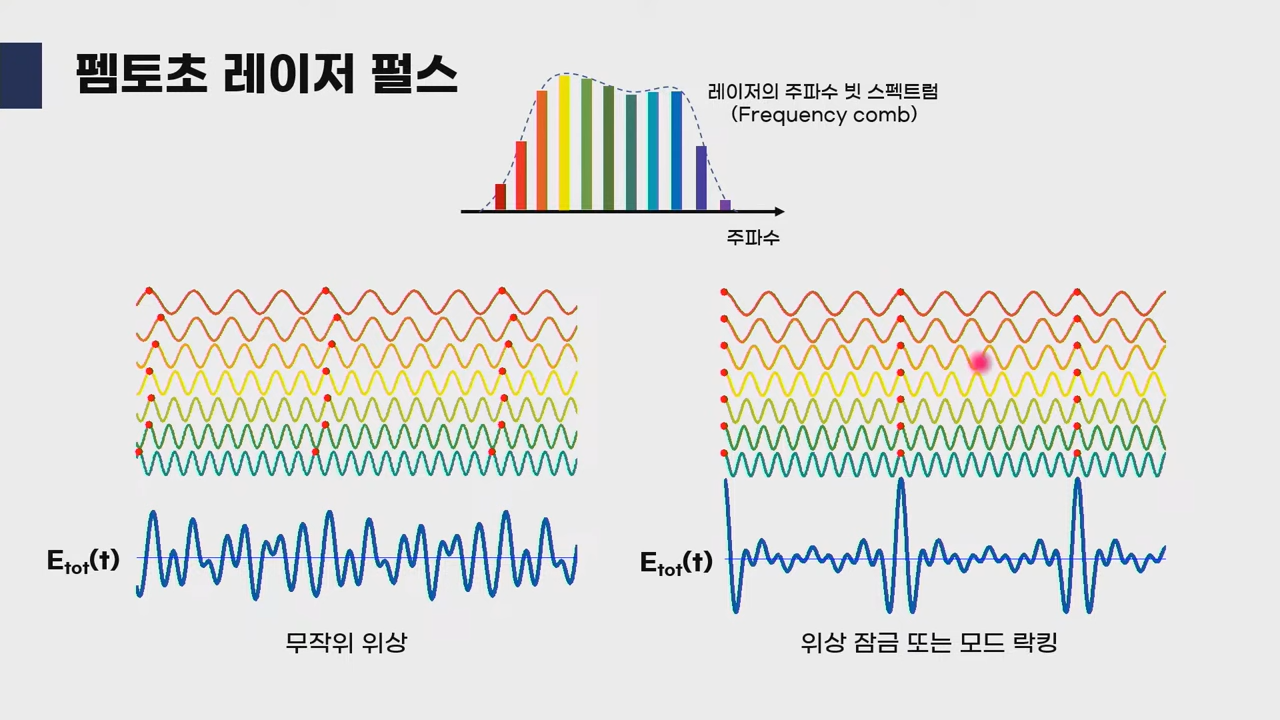 펨토초 레이저 펄스
레이저의 주파수 빗 스펙트럼
(Frequency comb)
주파수
Etot(t)
Etot(t)
무작위 위상
위상 잠금 또는 모드 락킹